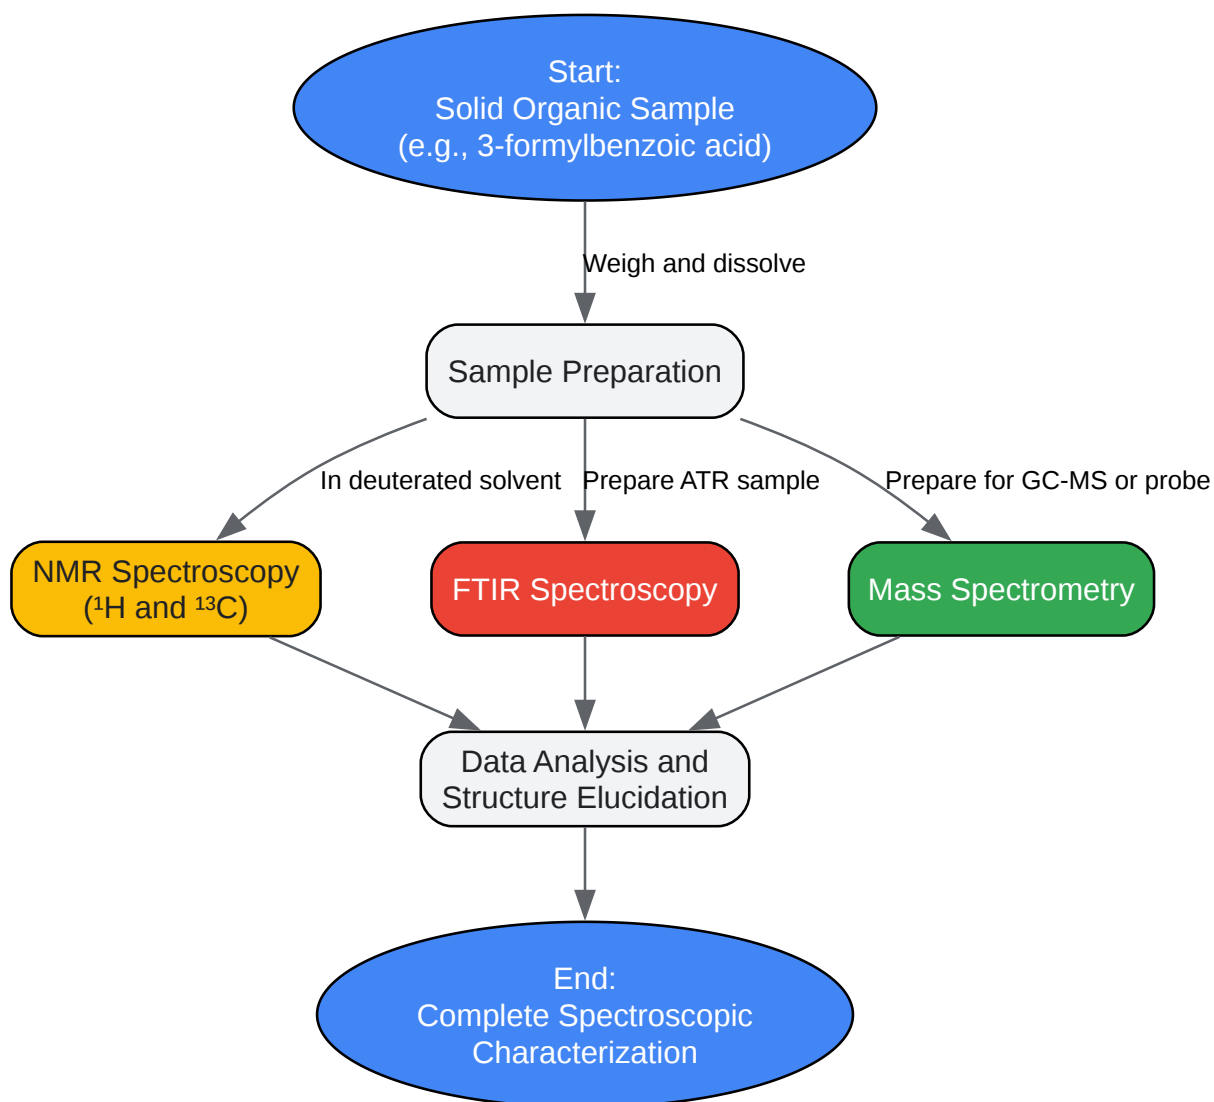 Start:
Solid Organic Sample
(e.g., 3-formylbenzoic acid)
Weigh and dissolve
Sample Preparation
In deuterated solvent
Prepare ATR sample
Prepare for GC-MS or probe
NMR Spectroscopy
(¹H and ¹³C)
FTIR Spectroscopy
Mass Spectrometry
Data Analysis and
Structure Elucidation
End:
Complete Spectroscopic
Characterization